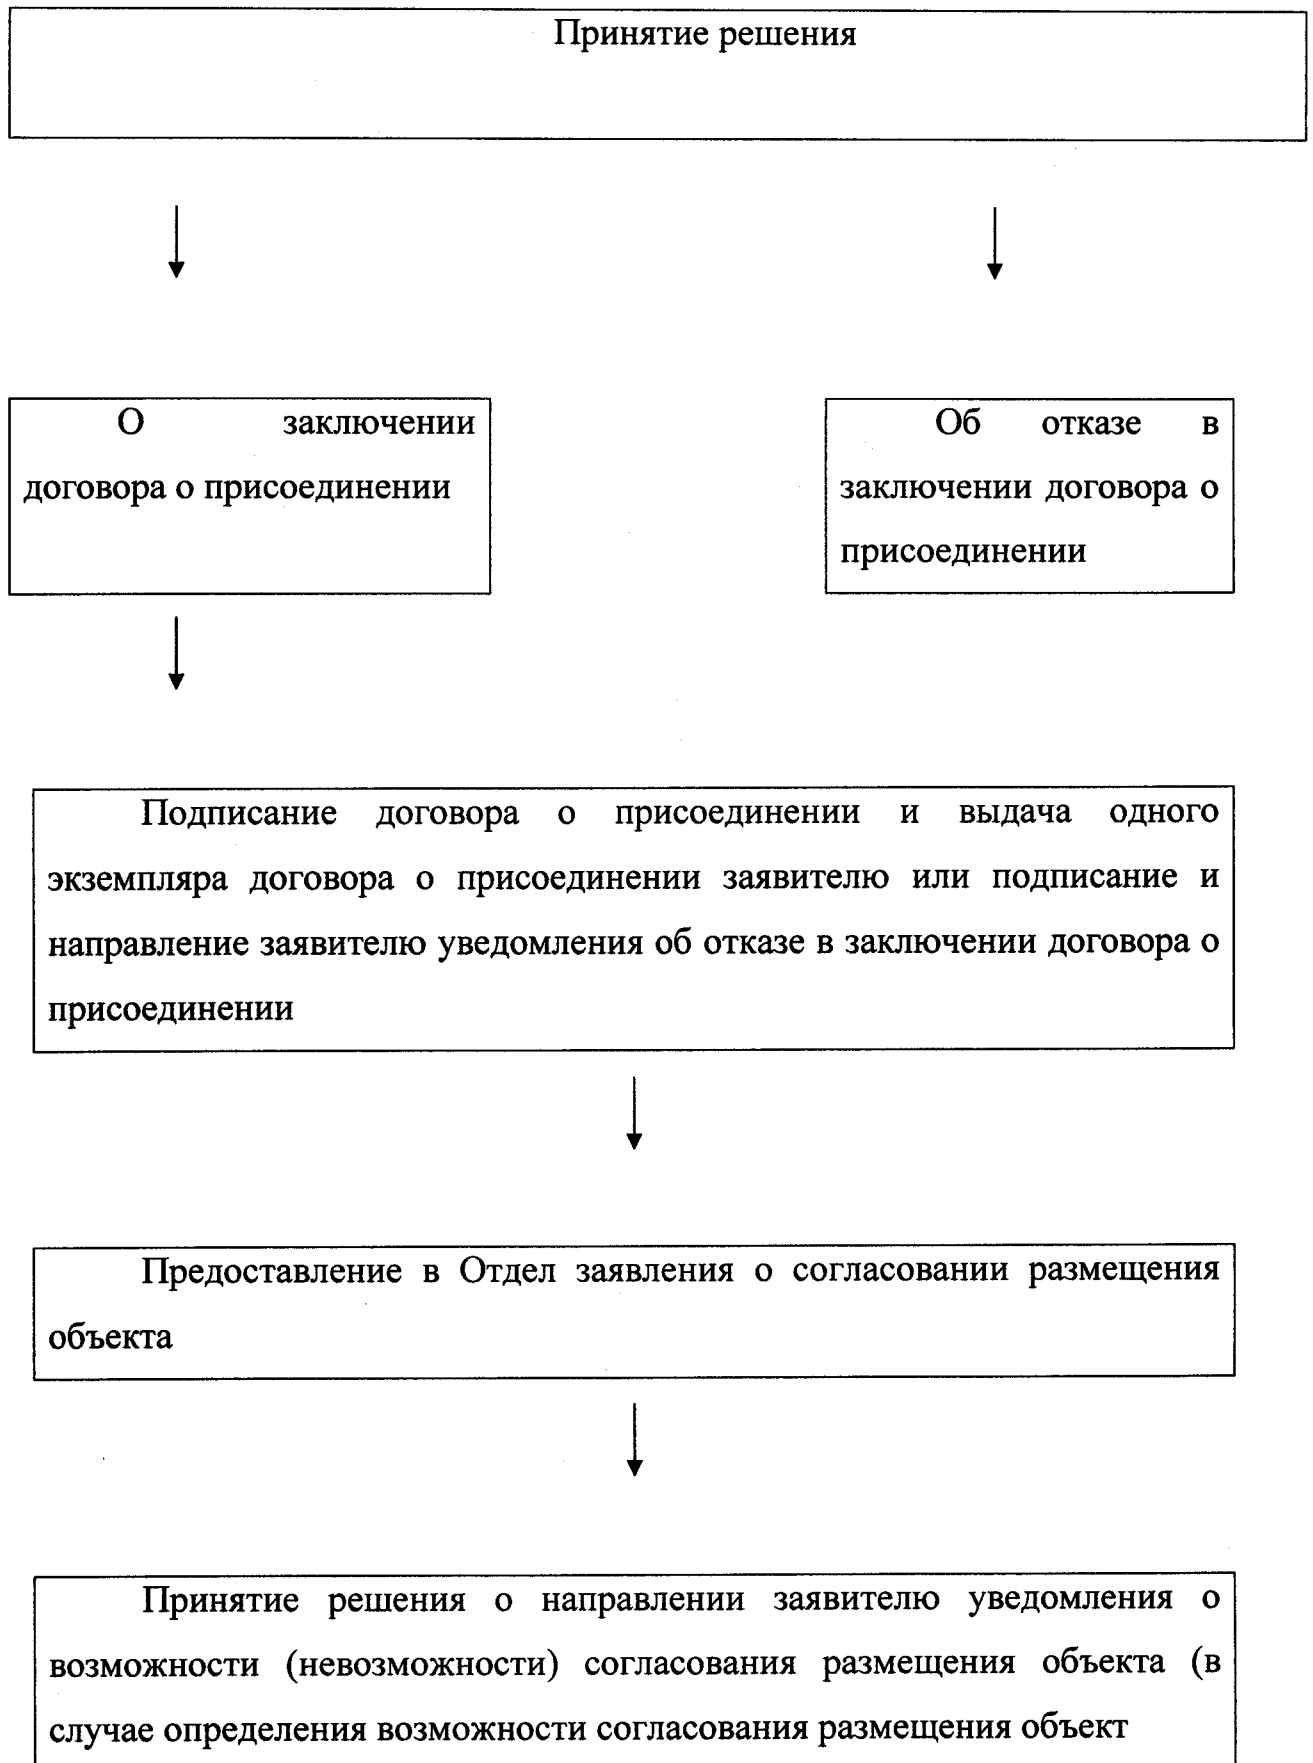 Принятие решения
О заключении
договора о присоединении
Об отказе в
заключении договора о
присоединении
Подписание договора о присоединении и выдача одного
экземпляра договора о присоединении заявителю или подписание и
направление заявителю уведомления об отказе в заключении договора о
присоединении
Предоставление в Отдел заявления о согласовании размещения
объекта
Принятие решения о направлении заявителю уведомления о
возможности (невозможности) согласования размещения объекта (в
случае определения возможности согласования размещения объект